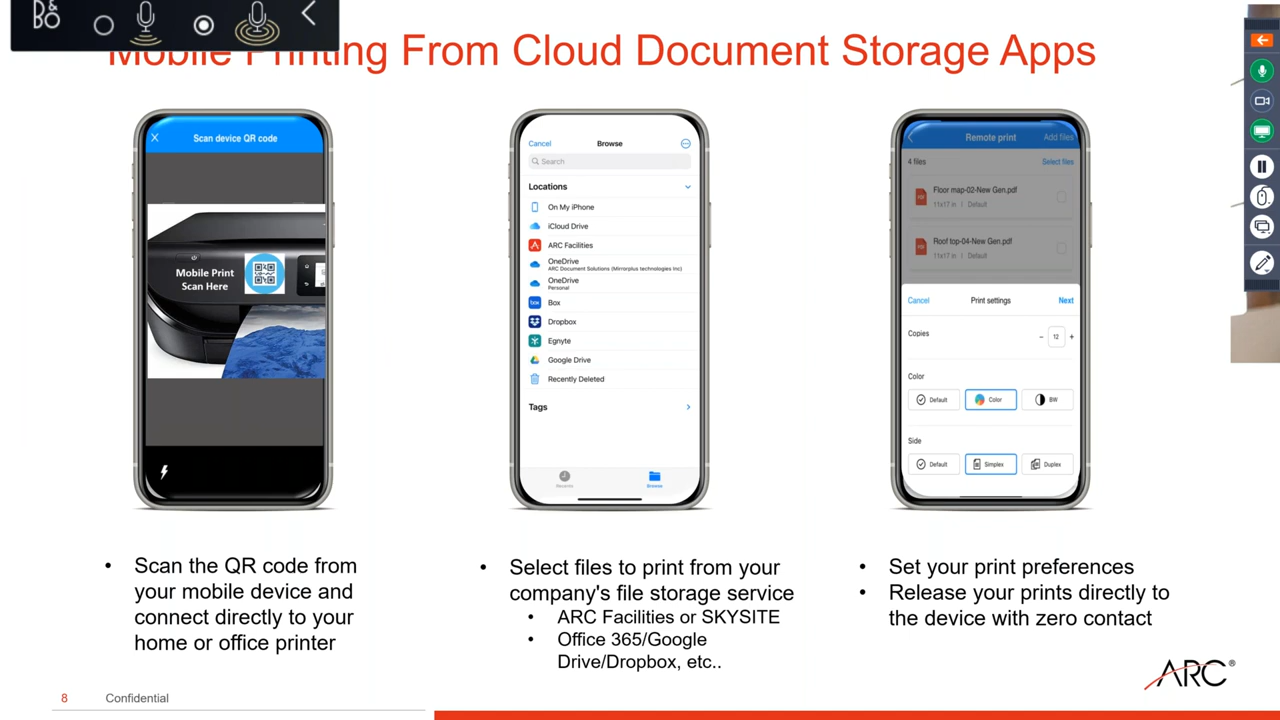 B&O
Mobile Printing From Cloud Document Storage Apps
Scan device QR code
Mobile Print
Scan Here
Cancel
Browse
Search
Locations
On My iPhone
iCloud Drive
ARC Facilities
OneDrive
ARC Document Solutions (Mirrorplus technologies Inc)
OneDrive
Personal
box
Box
Dropbox
Egnyte
Google Drive
Recently Deleted
Tags
Recents
Browse
Remote print
Add files
4 files
Select files
PDF
Floor map-02-New Gen.pdf
11x17 in | Default
PDF
Roof top-04-New Gen.pdf
11x17 in | Default
Cancel
Print settings
Next
Copies
− 12 +
Color
Default
Color
BW
Side
Default
Simplex
Duplex
• Scan the QR code from
your mobile device and
connect directly to your
home or office printer
• Select files to print from your
company's file storage service
• ARC Facilities or SKYSITE
• Office 365/Google
Drive/Dropbox, etc..
• Set your print preferences
• Release your prints directly to
the device with zero contact
ARC®
8
Confidential